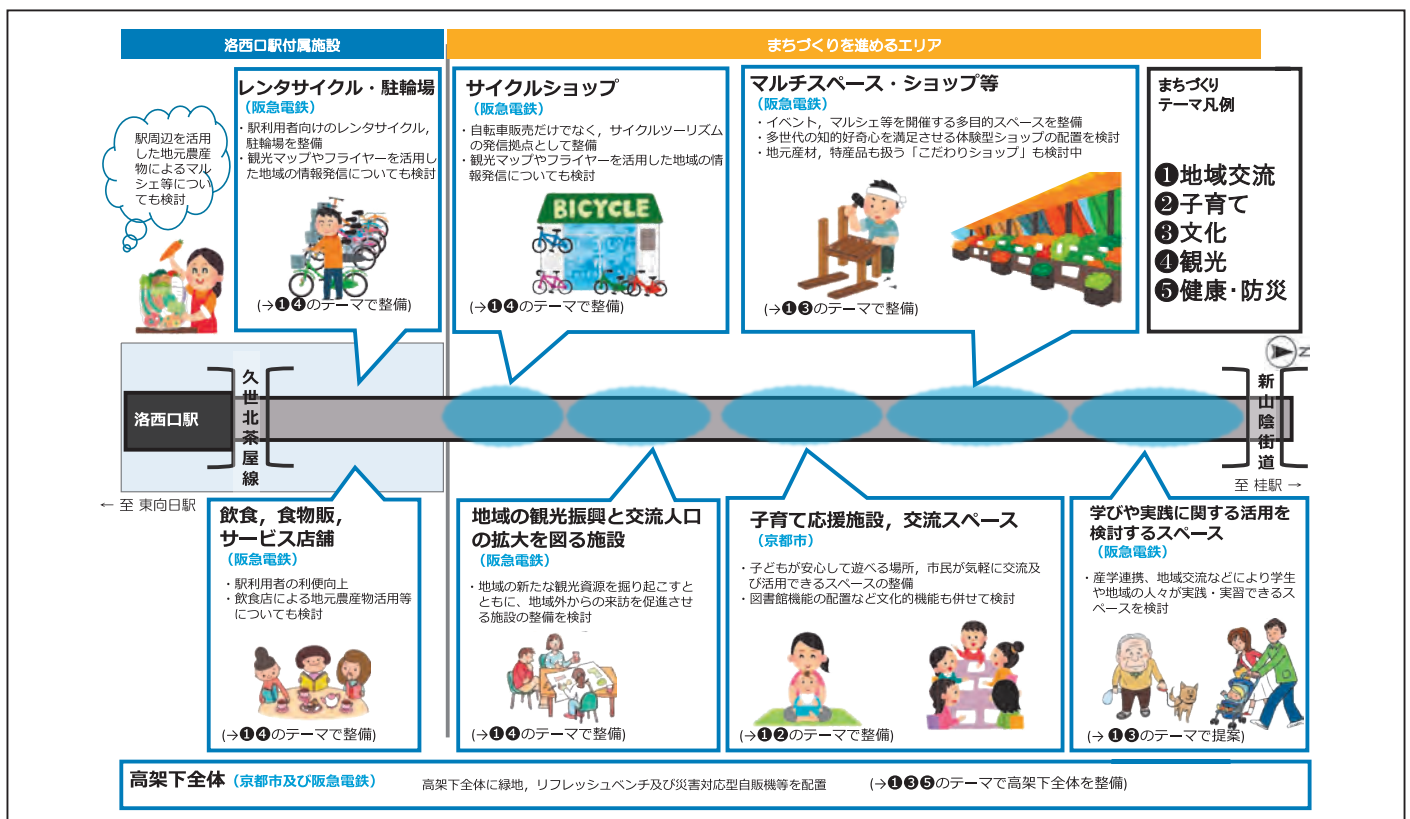 洛西口駅付属施設
まちづくりを進めるエリア
駅周辺を活用
した地元農産
物によるマル
シェ等につい
ても検討
レンタサイクル・駐輪場
(阪急電鉄)
・駅利用者向けのレンタサイクル，
駐輪場を整備
・観光マップやフライヤーを活用し
た地域の情報発信についても検討
(→❶❹のテーマで整備)
サイクルショップ
(阪急電鉄)
・自転車販売だけでなく，サイクルツーリズム
の発信拠点として整備
・観光マップやフライヤーを活用した地域の情
報発信についても検討
BICYCLE
(→❶❹のテーマで整備)
マルチスペース・ショップ等
(阪急電鉄)
・イベント，マルシェ等を開催する多目的スペースを整備
・多世代の知的好奇心を満足させる体験型ショップの配置を検討
・地元産材，特産品も扱う「こだわりショップ」も検討中
(→❶❸のテーマで整備)
まちづくり
テーマ凡例
❶地域交流
❷子育て
❸文化
❹観光
❺健康・防災
N
洛西口駅
久世北茶屋線
新山陰街道
← 至 東向日駅
至 桂駅 →
飲食，食物販，
サービス店舗
(阪急電鉄)
・駅利用者の利便向上
・飲食店による地元農産物活用等
についても検討
(→❶❹のテーマで整備)
地域の観光振興と交流人口
の拡大を図る施設
(阪急電鉄)
・地域の新たな観光資源を掘り起こすと
ともに、地域外からの来訪を促進させ
る施設の整備を検討
(→❶❹のテーマで整備)
子育て応援施設，交流スペース
(京都市)
・子どもが安心して遊べる場所，市民が気軽に交流及
び活用できるスペースの整備
・図書館機能の配置など文化的機能も併せて検討
(→❶❷のテーマで整備)
学びや実践に関する活用を
検討するスペース
(阪急電鉄)
・産学連携、地域交流などにより学生
や地域の人々が実践・実習できるス
ペースを検討
(→ ❶❸のテーマで提案)
高架下全体 (京都市及び阪急電鉄) 高架下全体に緑地，リフレッシュベンチ及び災害対応型自販機等を配置 (→❶❸❺のテーマで高架下全体を整備)